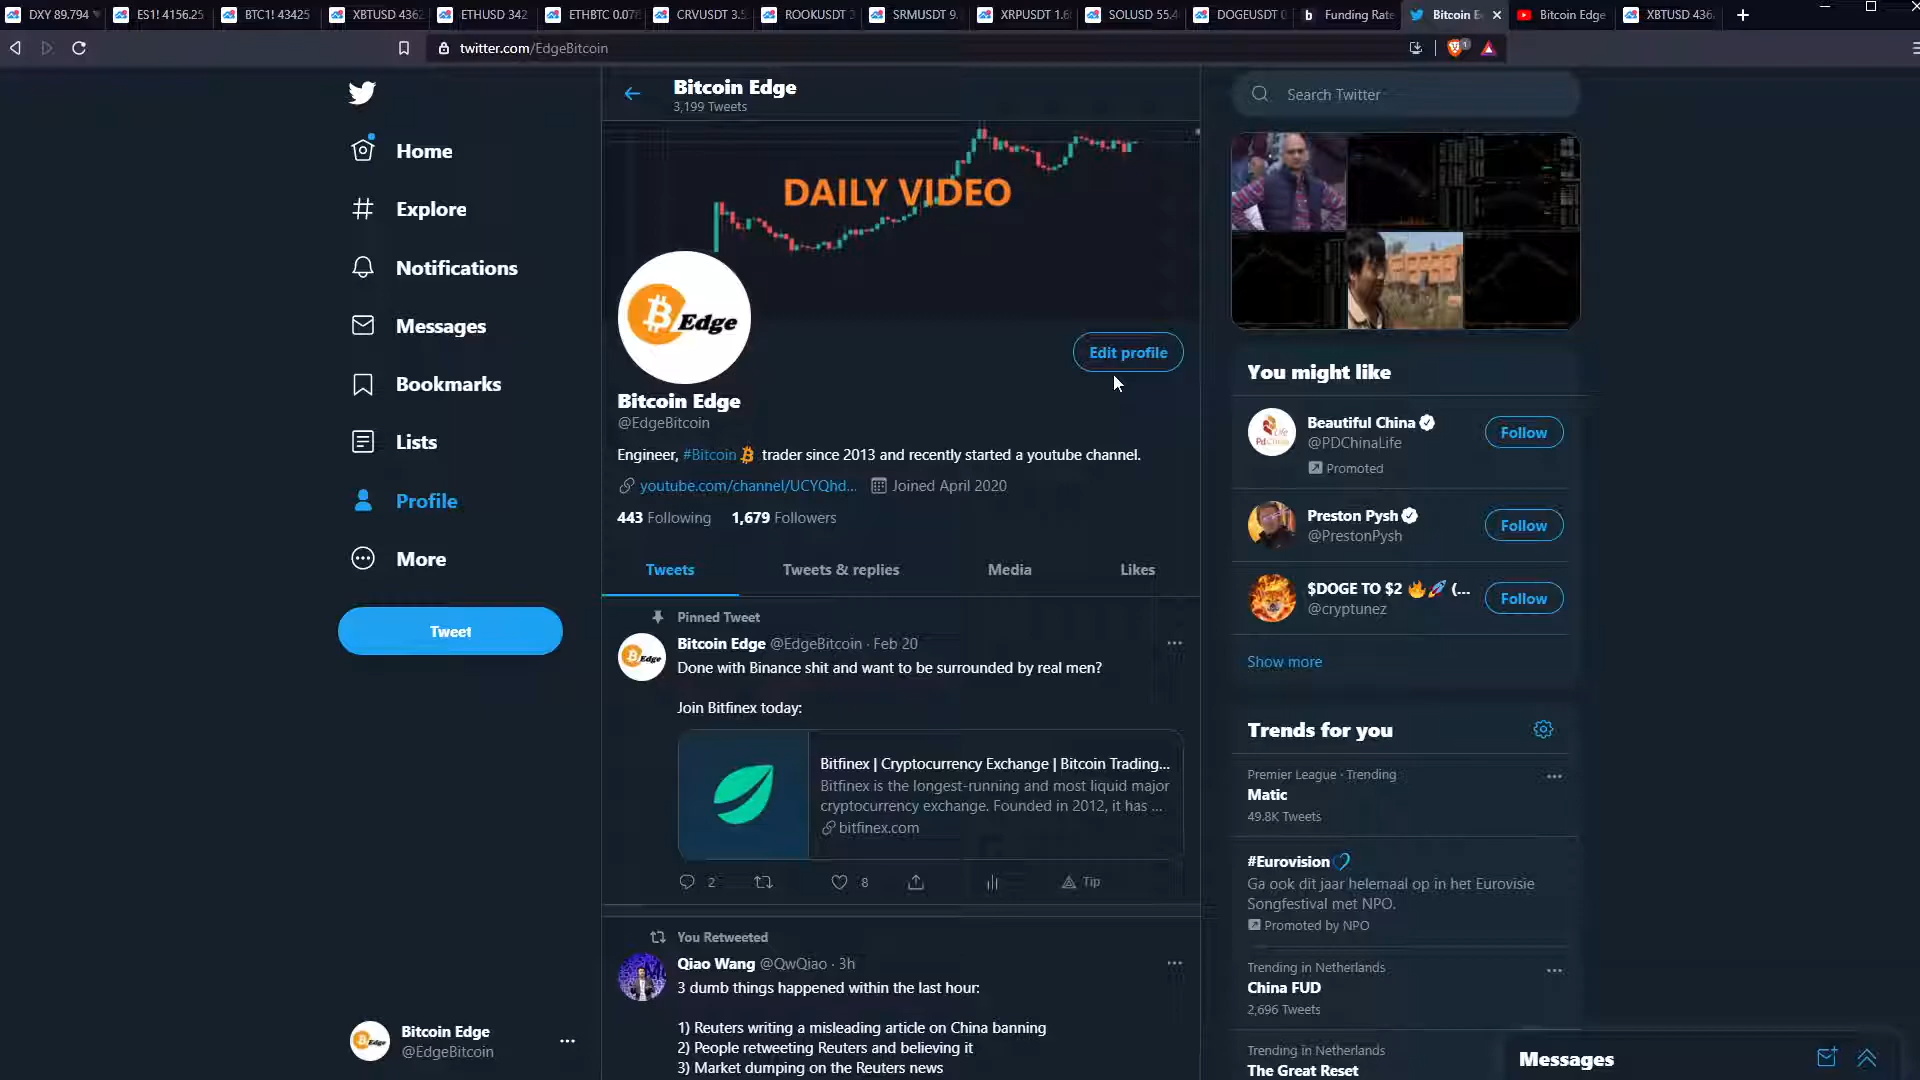 DXY 89.794
ES1! 4156.25
BTC1! 43425
XBTUSD 4362
ETHUSD 342
ETHBTC 0.078
CRVUSDT 3.5
ROOKUSDT 3
SRMUSDT 9.
XRPUSDT 1.6
SOLUSD 55.4
DOGEUSDT 0
Funding Rate
Bitcoin E
Bitcoin Edge
XBTUSD 436
twitter.com/EdgeBitcoin
1
Home
Explore
Notifications
Messages
Bookmarks
Lists
Profile
More
Tweet
Bitcoin Edge
@EdgeBitcoin
Bitcoin Edge
3,199 Tweets
DAILY VIDEO
Edge
Edit profile
Bitcoin Edge
@EdgeBitcoin
Engineer, #Bitcoin trader since 2013 and recently started a youtube channel.
youtube.com/channel/UCYQhd... Joined April 2020
443 Following 1,679 Followers
Tweets Tweets & replies Media Likes
Pinned Tweet
Bitcoin Edge @EdgeBitcoin · Feb 20
Done with Binance shit and want to be surrounded by real men?
Join Bitfinex today:
Bitfinex | Cryptocurrency Exchange | Bitcoin Trading...
Bitfinex is the longest-running and most liquid major
cryptocurrency exchange. Founded in 2012, it has ...
bitfinex.com
2 8 Tip
You Retweeted
Qiao Wang @QwQiao · 3h
3 dumb things happened within the last hour:
1) Reuters writing a misleading article on China banning
2) People retweeting Reuters and believing it
3) Market dumping on the Reuters news
Search Twitter
You might like
Beautiful China
@PDChinaLife
Promoted
Follow
Preston Pysh
@PrestonPysh
Follow
$DOGE TO $2 (...
@cryptunez
Follow
Show more
Trends for you
Premier League · Trending
Matic
49.8K Tweets
#Eurovision
Ga ook dit jaar helemaal op in het Eurovisie
Songfestival met NPO.
Promoted by NPO
Trending in Netherlands
China FUD
2,696 Tweets
Trending in Netherlands
The Great Reset
Messages